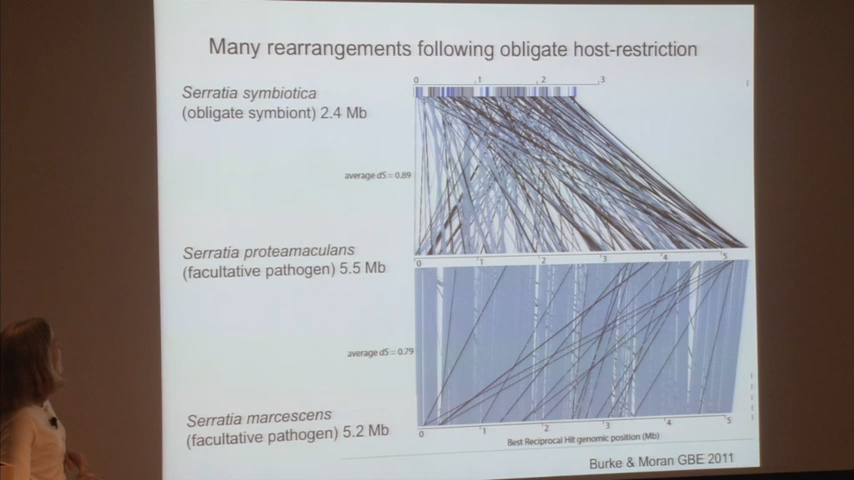 Many rearrangements following obligate host-restriction
Serratia symbiotica
(obligate symbiont) 2.4 Mb
0 1 2 3
average dS = 0.89
Serratia proteamaculans
(facultative pathogen) 5.5 Mb
0 1 2 3 4 5
average dS = 0.79
Serratia marcescens
(facultative pathogen) 5.2 Mb
0 1 2 3 4 5
Best Reciprocal Hit genomic position (Mb)
Burke & Moran GBE 2011